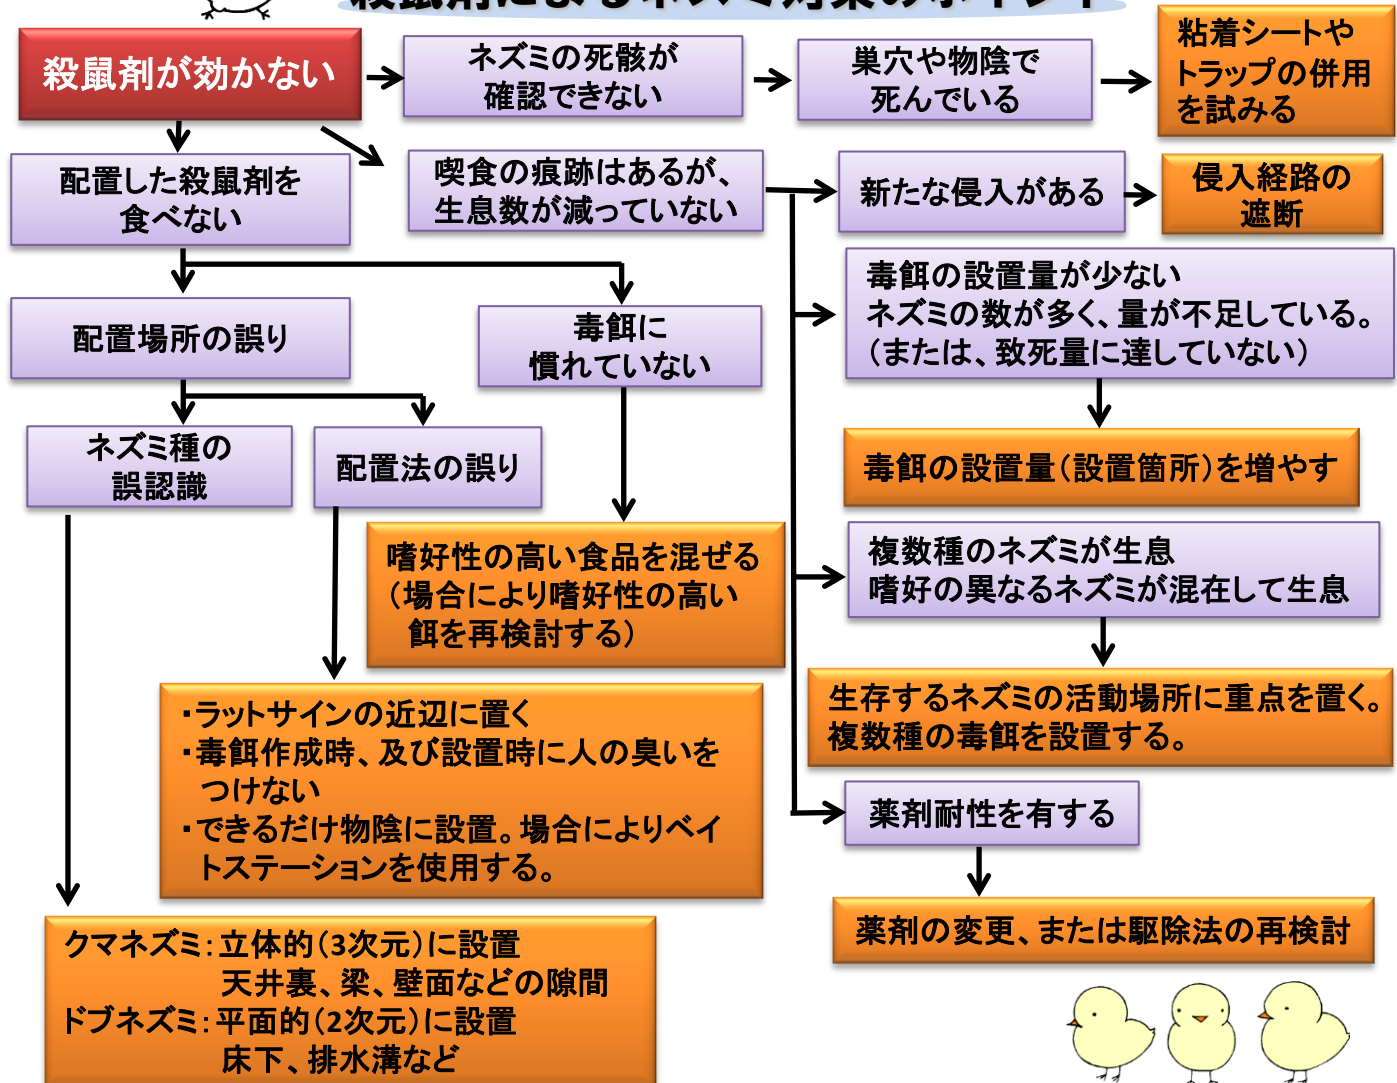 殺鼠剤によるネズミ対策のポイント
殺鼠剤が効かない
ネズミの死骸が
確認できない
巣穴や物陰で
死んでいる
粘着シートや
トラップの併用
を試みる
配置した殺鼠剤を
食べない
喫食の痕跡はあるが、
生息数が減っていない
新たな侵入がある
侵入経路の
遮断
毒餌の設置量が少ない
ネズミの数が多く、量が不足している。
（または、致死量に達していない）
配置場所の誤り
毒餌に
慣れていない
ネズミ種の
誤認識
配置法の誤り
毒餌の設置量（設置箇所）を増やす
嗜好性の高い食品を混ぜる
（場合により嗜好性の高い
餌を再検討する）
複数種のネズミが生息
嗜好の異なるネズミが混在して生息
生存するネズミの活動場所に重点を置く。
複数種の毒餌を設置する。
・ラットサインの近辺に置く
・毒餌作成時、及び設置時に人の臭いを
つけない
・できるだけ物陰に設置。場合によりベイ
トステーションを使用する。
薬剤耐性を有する
薬剤の変更、または駆除法の再検討
クマネズミ：立体的（3次元）に設置
天井裏、梁、壁面などの隙間
ドブネズミ：平面的（2次元）に設置
床下、排水溝など